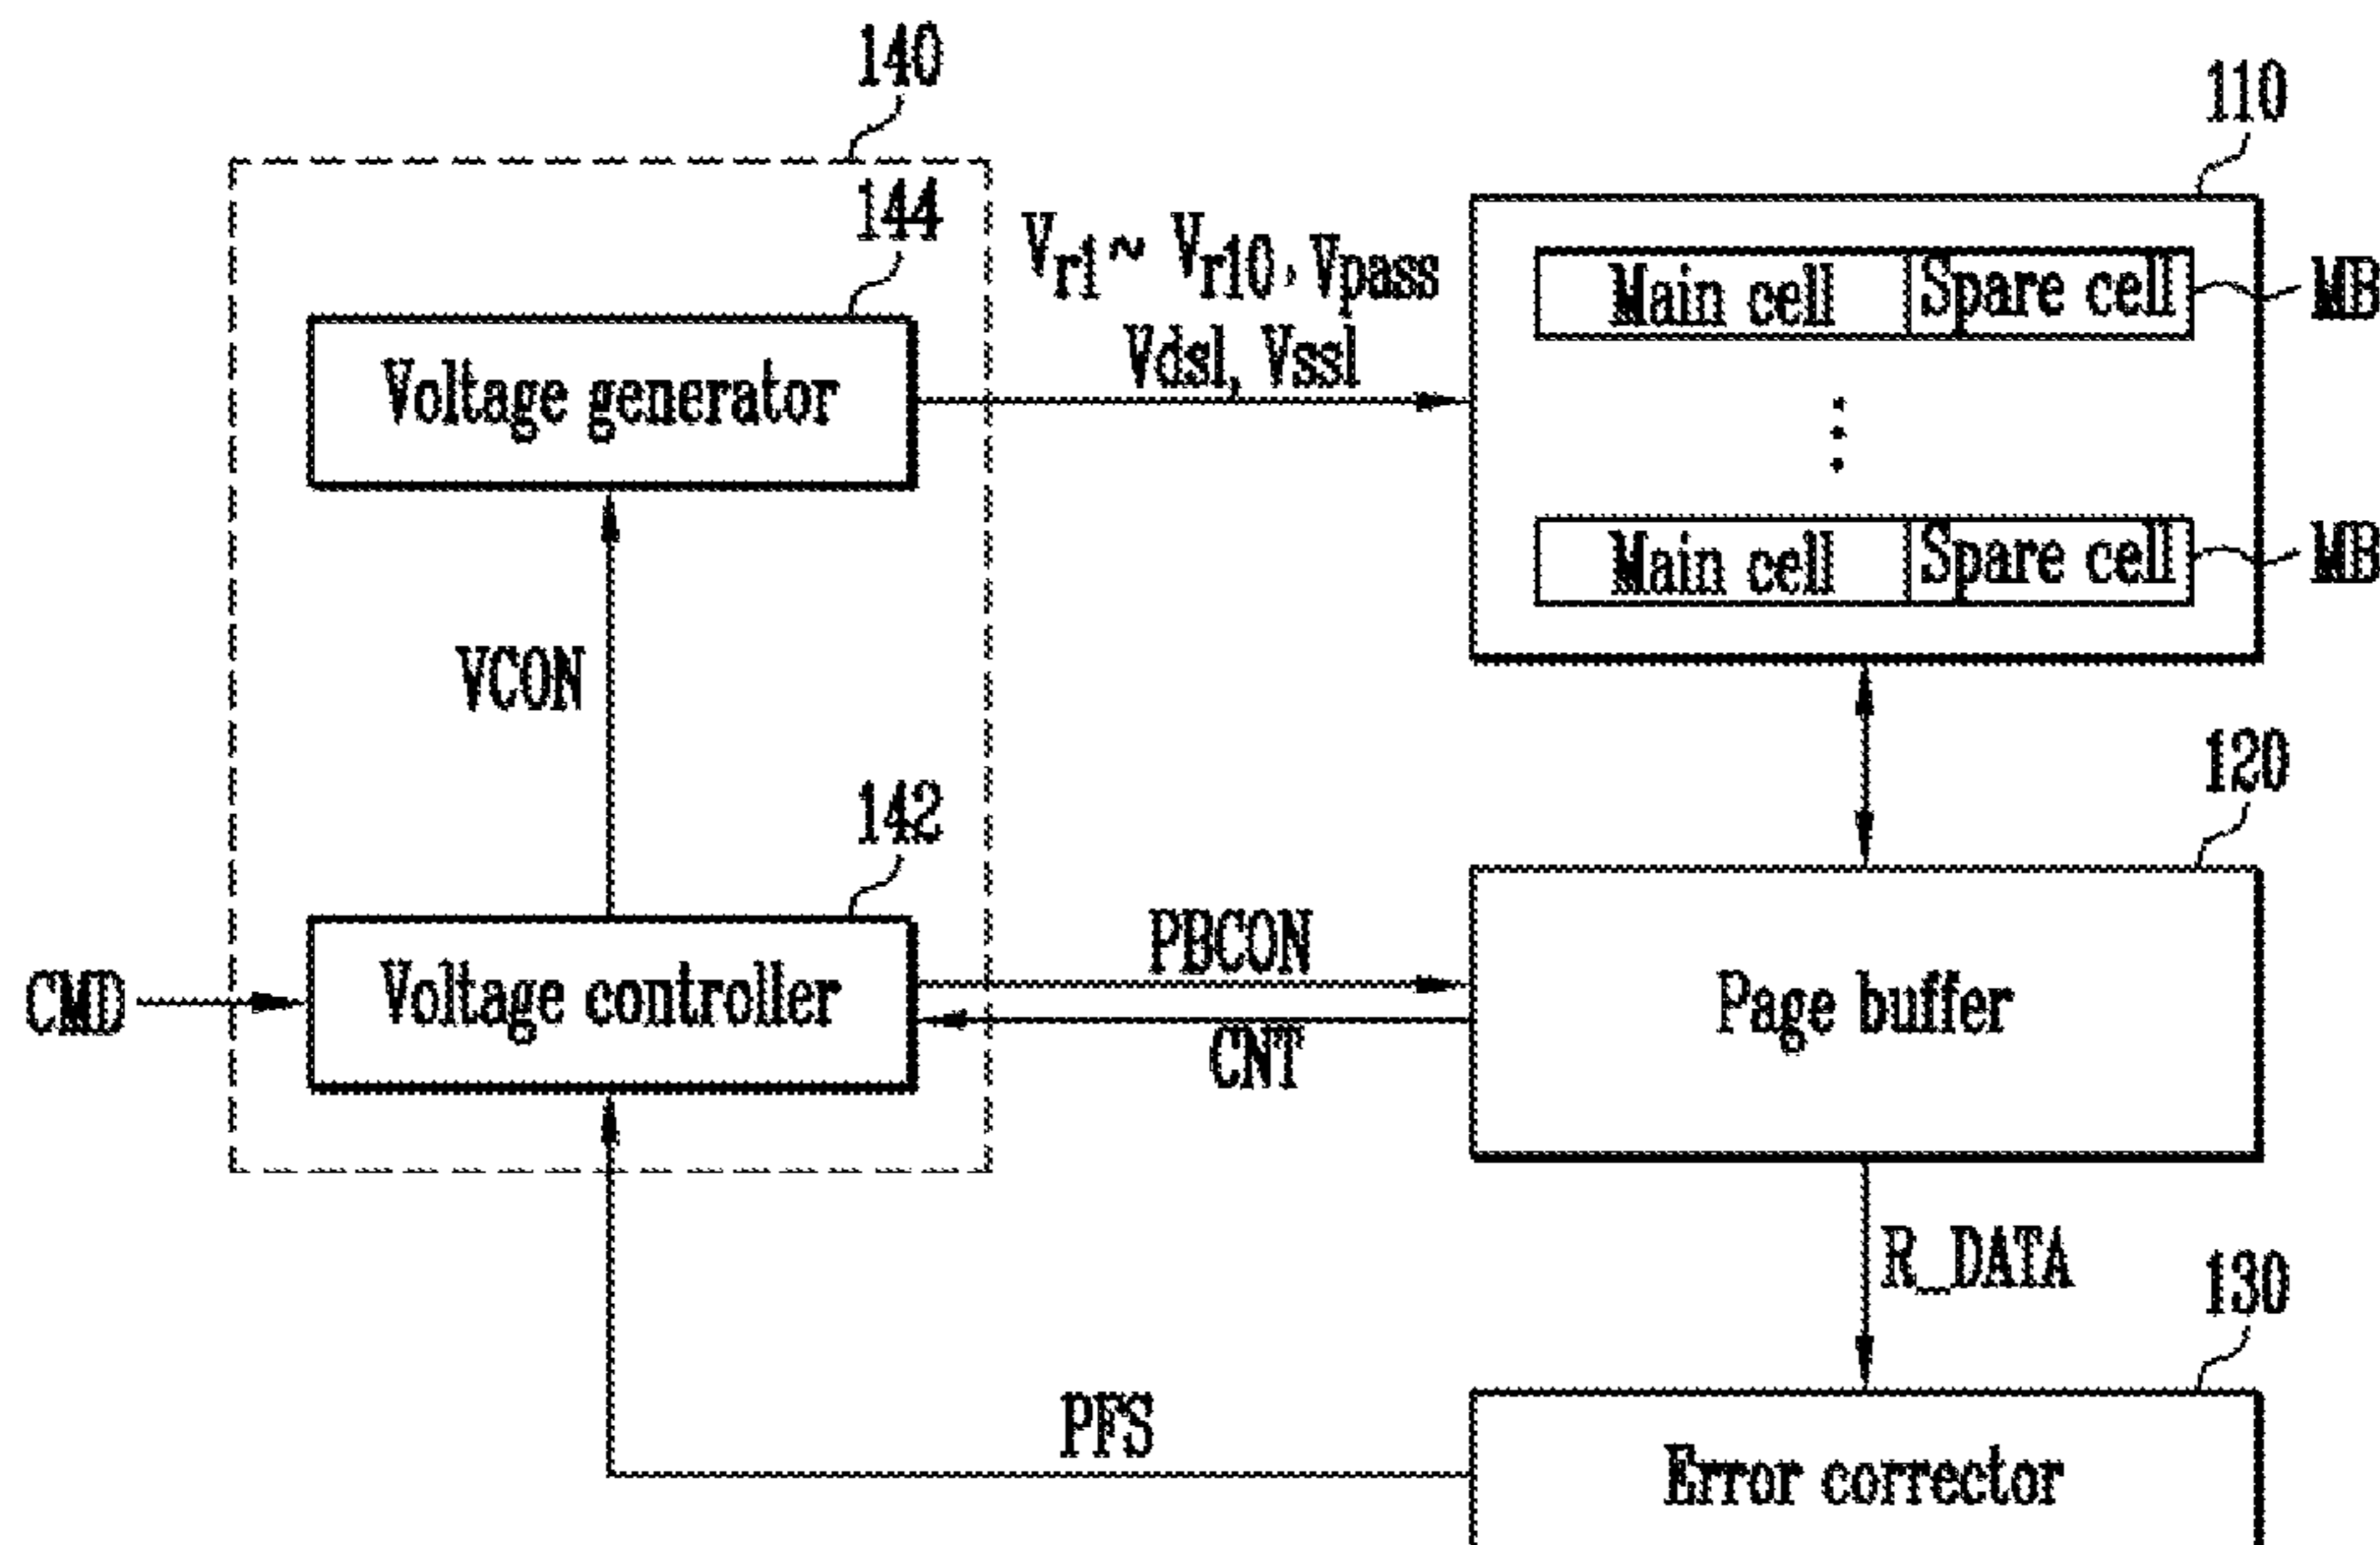 140
110
144
Vr1~ Vr10, Vpass
Vdsl, Vssl
Main cell Spare cell
MB
Voltage generator
Main cell Spare cell
MB
VCON
120
142
PBCON
CMD
Voltage controller
Page buffer
CNT
R_DATA
130
PFS
Error corrector